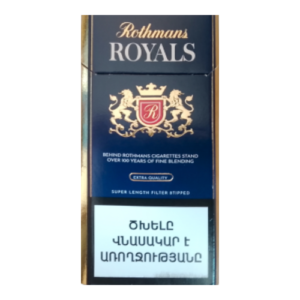 Rothmans
ROYALS
R
BEHIND ROTHMANS CIGARETTES STAND
OVER 100 YEARS OF FINE BLENDING
EXTRA QUALITY
SUPER LENGTH FILTER TIPPED
ԾԽԵԼԸ
ՎՆԱՍԱԿԱՐ Է
ԱՌՈՂՋՈՒԹՅԱՆԸ